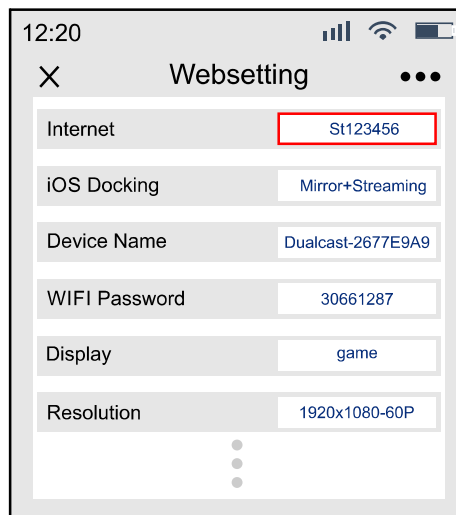 12:20
Websetting
Internet St123456
iOS Docking Mirror+Streaming
Device Name Dualcast-2677E9A9
WIFI Password 30661287
Display game
Resolution 1920x1080-60P